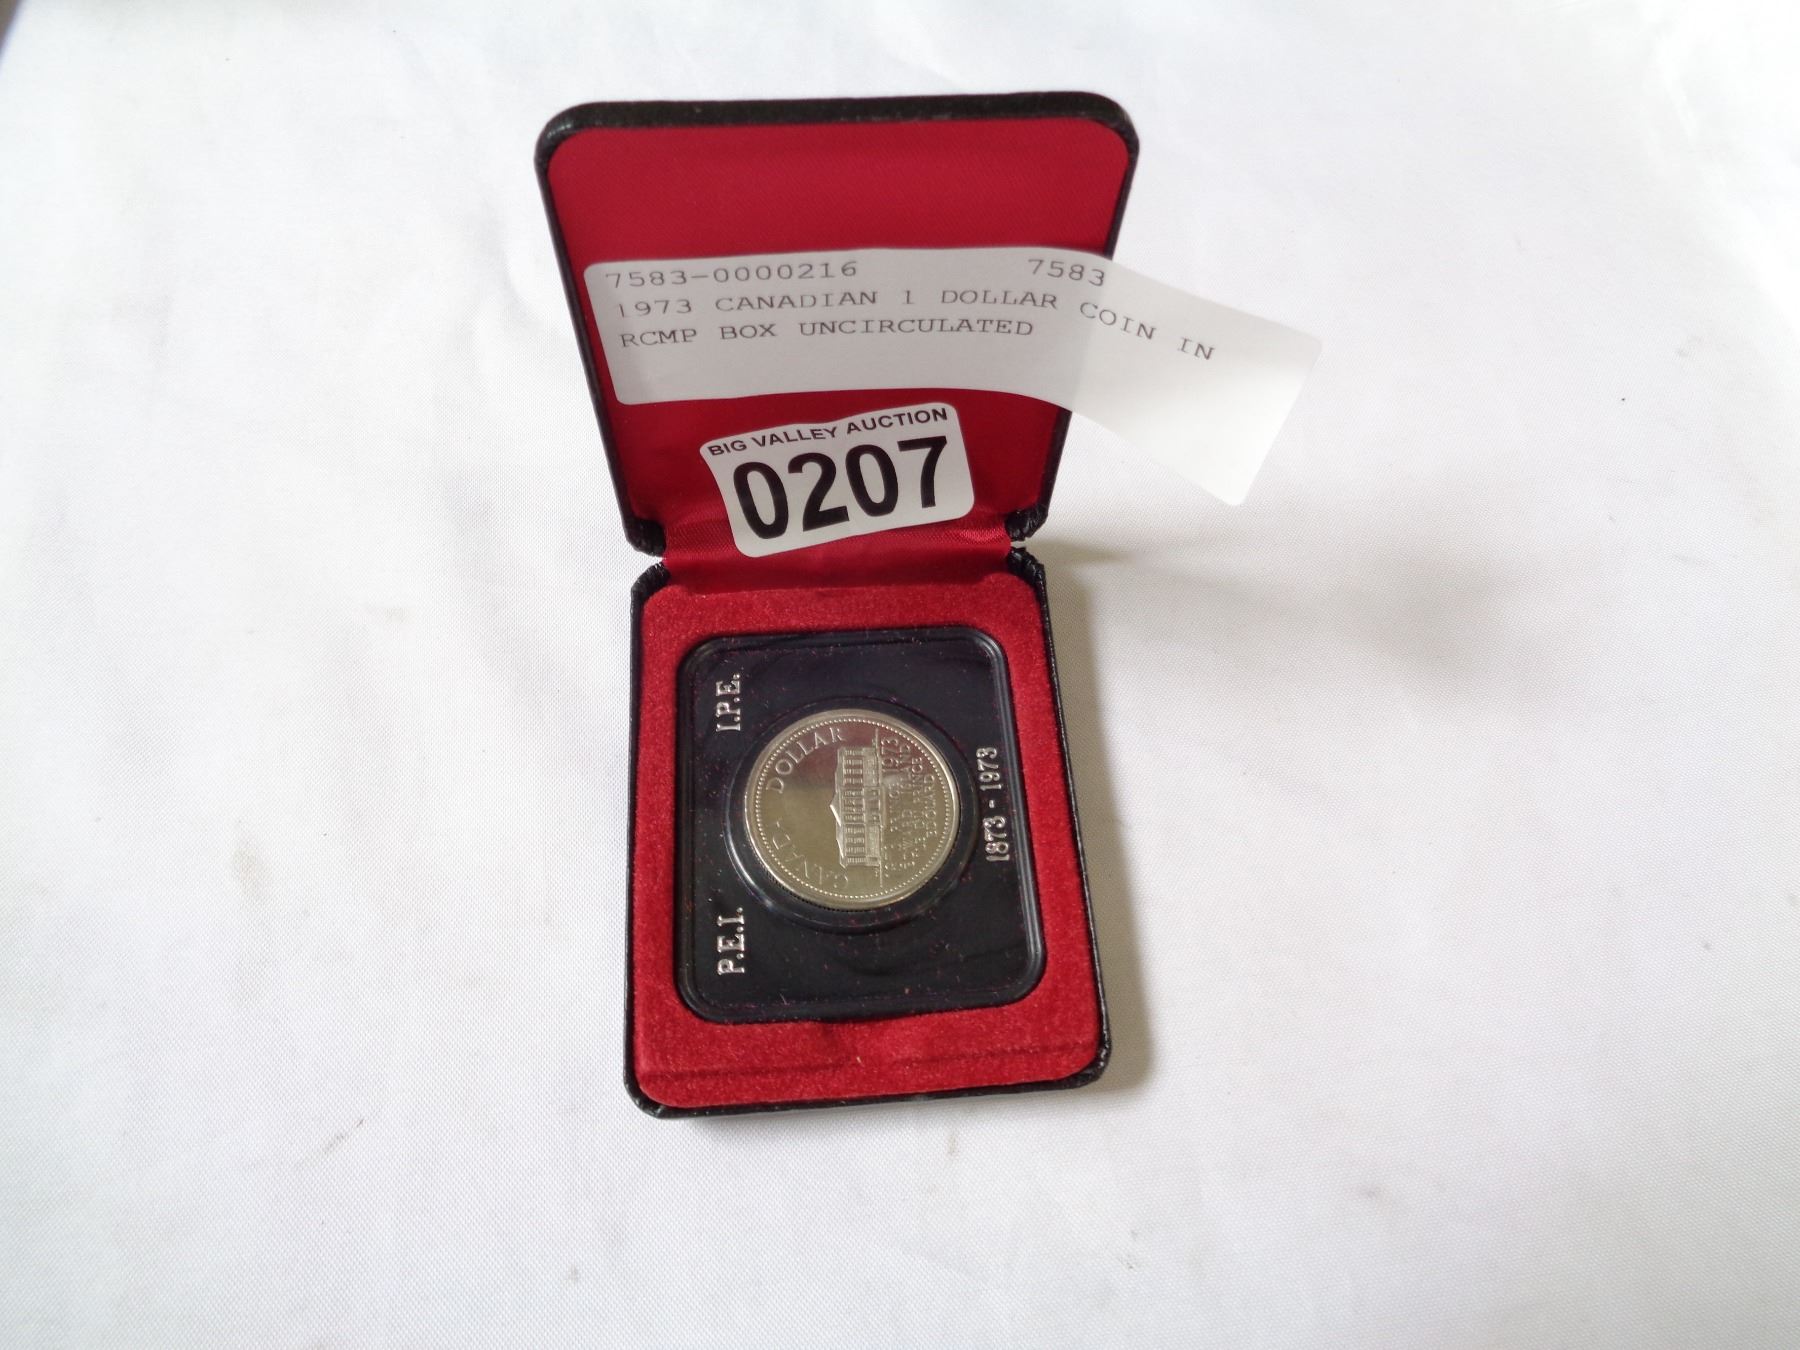 7583-0000216 7583
1973 CANADIAN 1 DOLLAR COIN IN
RCMP BOX UNCIRCULATED
BIG VALLEY AUCTION
0207
P.E.I. I.P.E.
CANADA DOLLAR
1973
1873 - 1973